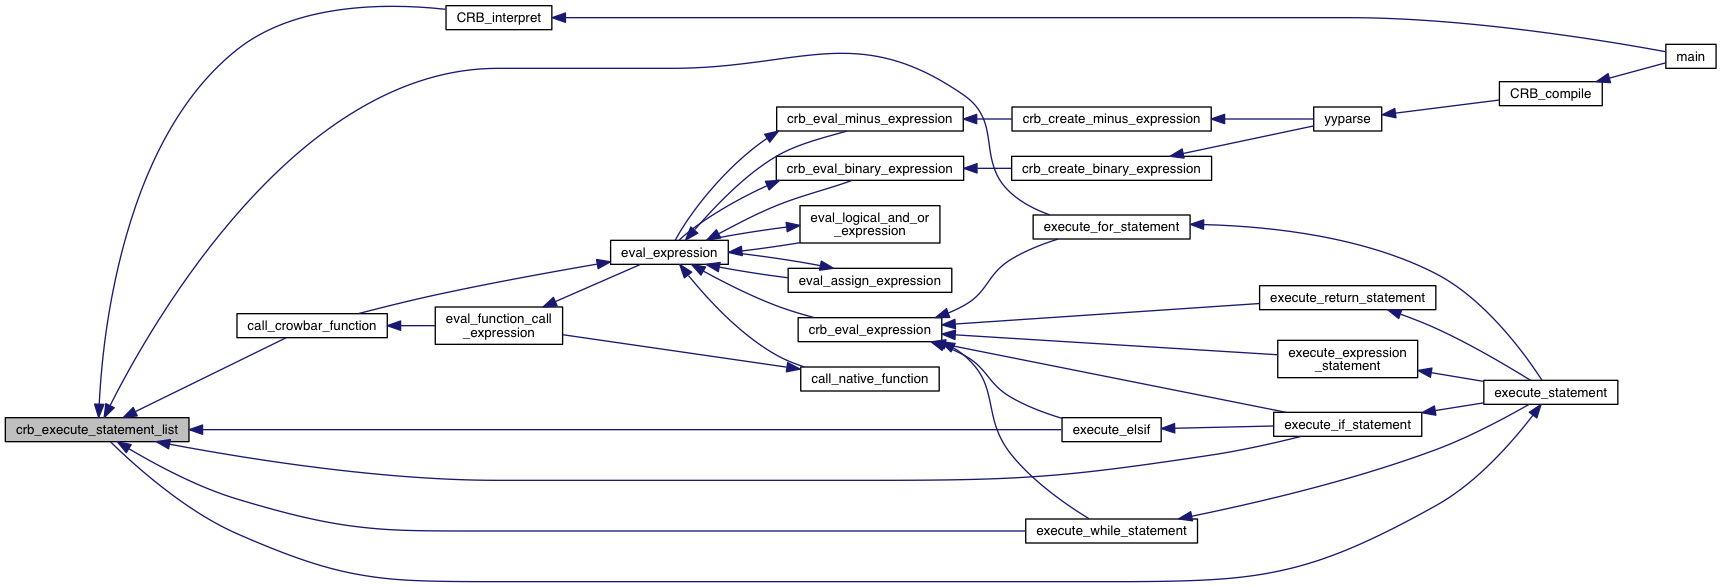 CRB_interpret
main
CRB_compile
crb_eval_minus_expression
crb_create_minus_expression
yyparse
crb_eval_binary_expression
crb_create_binary_expression
eval_logical_and_or
_expression
execute_for_statement
eval_expression
eval_assign_expression
execute_return_statement
call_crowbar_function
eval_function_call
_expression
crb_eval_expression
execute_expression
_statement
call_native_function
execute_statement
crb_execute_statement_list
execute_elsif
execute_if_statement
execute_while_statement